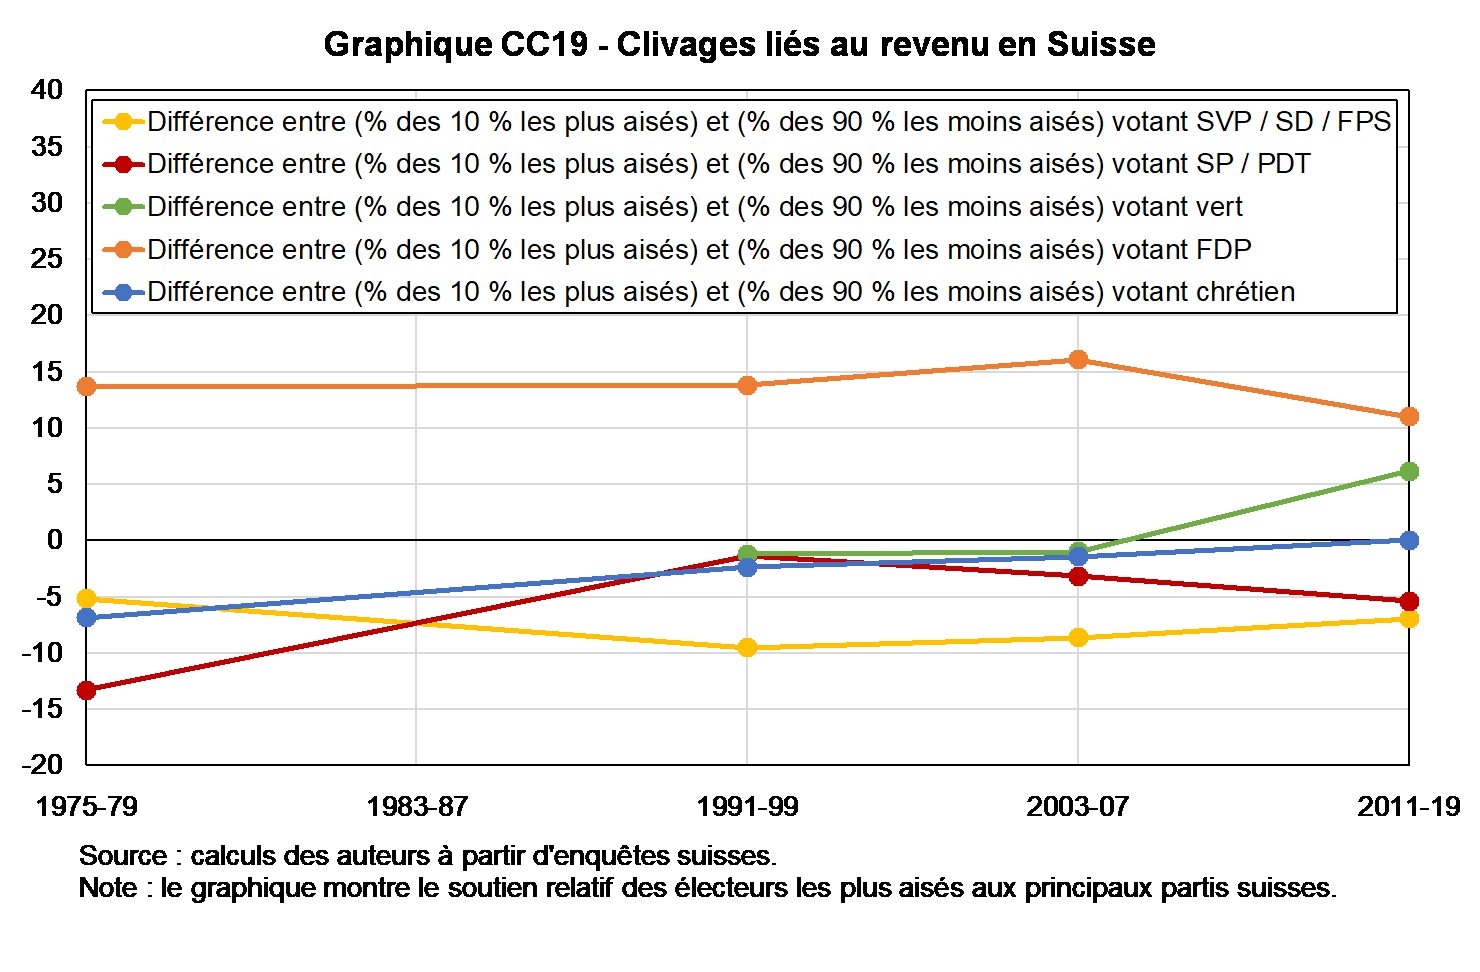 Graphique CC19 - Clivages liés au revenu en Suisse
40
35
30
25
20
15
10
5
0
-5
-10
-15
-20
Différence entre (% des 10 % les plus aisés) et (% des 90 % les moins aisés) votant SVP / SD / FPS
Différence entre (% des 10 % les plus aisés) et (% des 90 % les moins aisés) votant SP / PDT
Différence entre (% des 10 % les plus aisés) et (% des 90 % les moins aisés) votant vert
Différence entre (% des 10 % les plus aisés) et (% des 90 % les moins aisés) votant FDP
Différence entre (% des 10 % les plus aisés) et (% des 90 % les moins aisés) votant chrétien
1975-79 1983-87 1991-99 2003-07 2011-19
Source : calculs des auteurs à partir d'enquêtes suisses.
Note : le graphique montre le soutien relatif des électeurs les plus aisés aux principaux partis suisses.